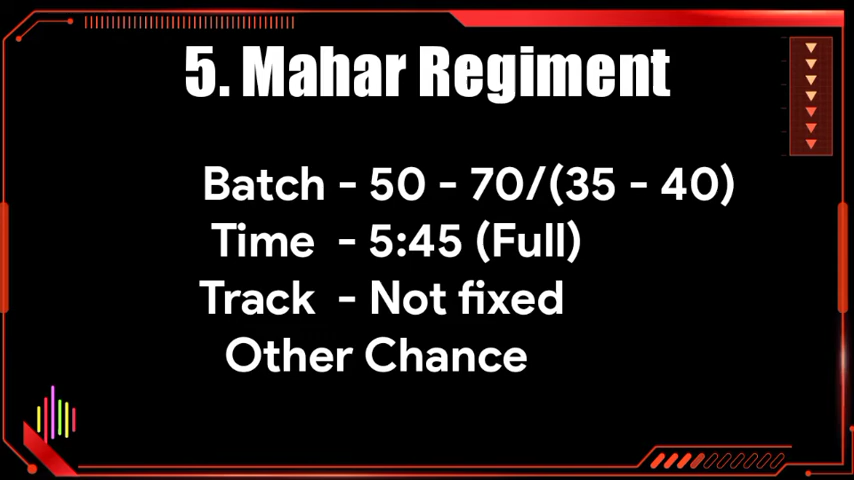 5. Mahar Regiment
Batch - 50 - 70/(35 - 40)
Time - 5:45 (Full)
Track - Not fixed
Other Chance